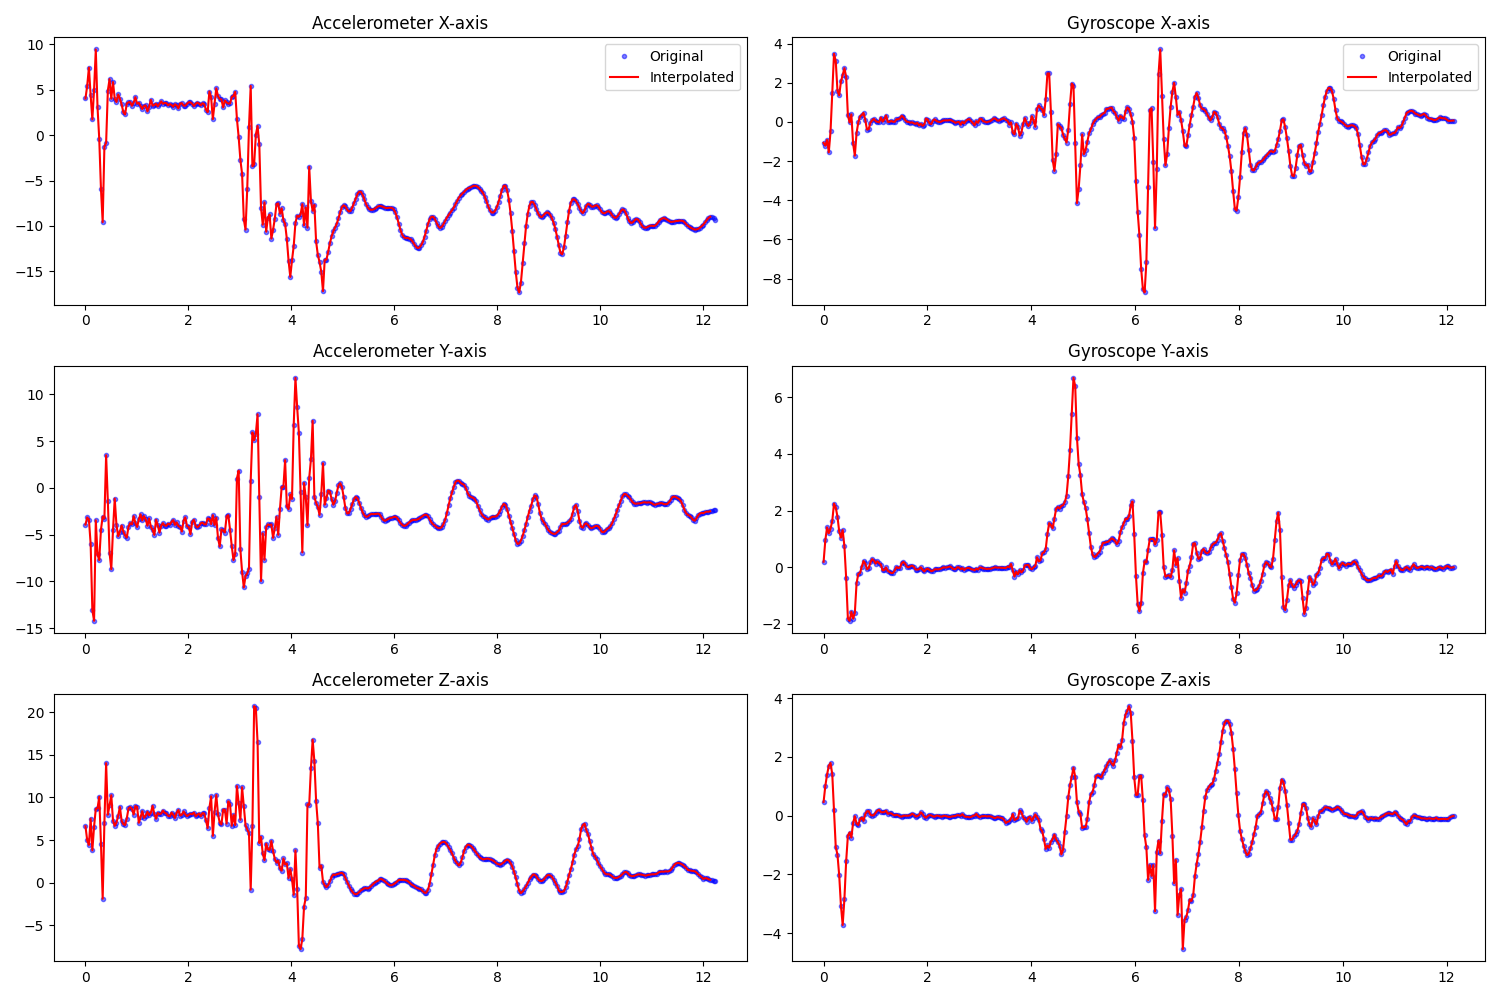 Accelerometer X-axis
10
5
0
−5
−10
−15
0 2 4 6 8 10 12
Original
Interpolated
Gyroscope X-axis
4
2
0
−2
−4
−6
−8
0 2 4 6 8 10 12
Original
Interpolated
Accelerometer Y-axis
10
5
0
−5
−10
−15
0 2 4 6 8 10 12
Gyroscope Y-axis
6
4
2
0
−2
0 2 4 6 8 10 12
Accelerometer Z-axis
20
15
10
5
0
−5
0 2 4 6 8 10 12
Gyroscope Z-axis
4
2
0
−2
−4
0 2 4 6 8 10 12